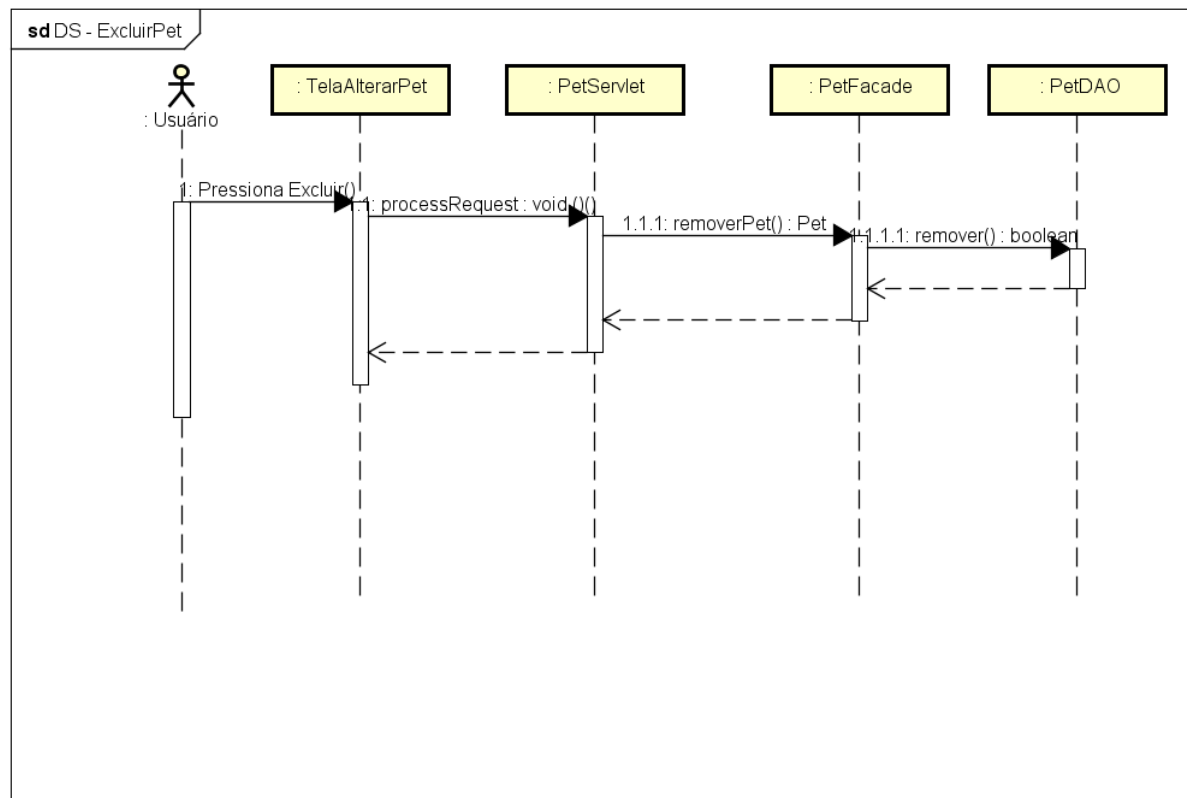 sd DS - ExcluirPet
: Usuário
: TelaAlterarPet
: PetServlet
: PetFacade
: PetDAO
1: Pressiona Excluir()
1.1: processRequest : void ()()
1.1.1: removerPet() : Pet
1.1.1.1: remover() : boolean